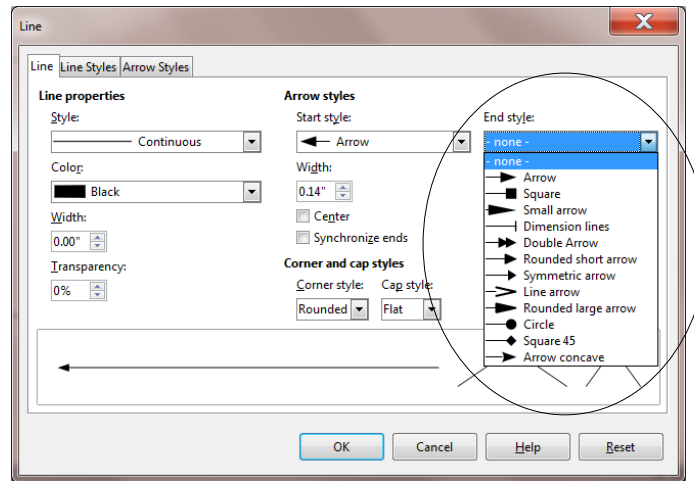 Line
Line Line Styles Arrow Styles
Line properties
Style:
Continuous
Color:
Black
Width:
0.00"
Transparency:
0%
Arrow styles
Start style:
Arrow
Width:
0.14"
Center
Synchronize ends
Corner and cap styles
Corner style: Cap style:
Rounded Flat
End style:
- none -
- none -
Arrow
Square
Small arrow
Dimension lines
Double Arrow
Rounded short arrow
Symmetric arrow
Line arrow
Rounded large arrow
Circle
Square 45
Arrow concave
OK Cancel Help Reset